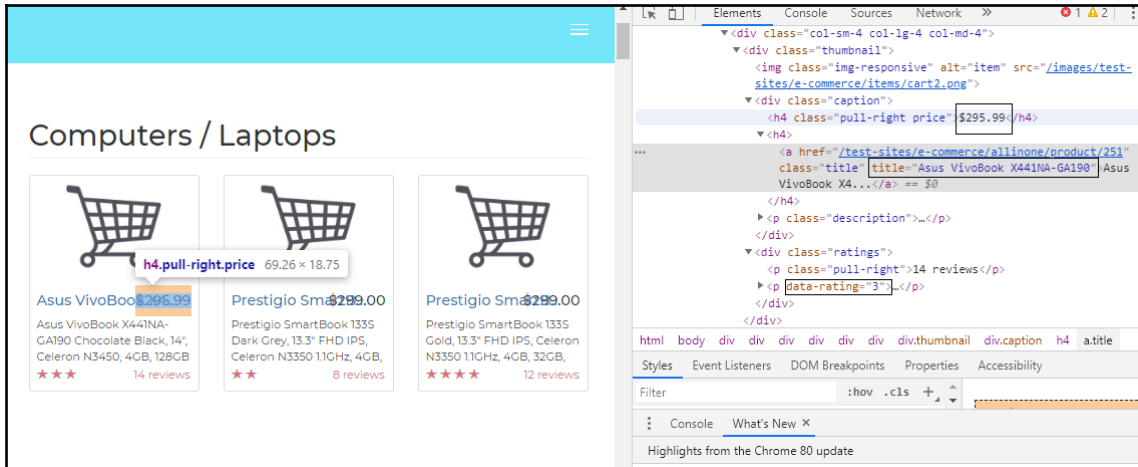 Computers / Laptops
h4.pull-right.price 69.26 × 18.75
Asus VivoBoo$295.99
Asus VivoBook X441NA-
GA190 Chocolate Black, 14",
Celeron N3450, 4GB, 128GB
14 reviews
Prestigio Sma$299.00
Prestigio SmartBook 133S
Dark Grey, 13.3" FHD IPS,
Celeron N3350 1.1GHz, 4GB,
8 reviews
Prestigio Sma$299.00
Prestigio SmartBook 133S
Gold, 13.3" FHD IPS, Celeron
N3350 1.1GHz, 4GB, 32GB,
12 reviews
Elements Console Sources Network » 1 2
▼<div class="col-sm-4 col-lg-4 col-md-4">
▼<div class="thumbnail">
<img class="img-responsive" alt="item" src="/images/test-
sites/e-commerce/items/cart2.png">
▼<div class="caption">
<h4 class="pull-right price">$295.99</h4>
▼<h4>
… <a href="/test-sites/e-commerce/allinone/product/251"
class="title" title="Asus VivoBook X441NA-GA190">Asus
VivoBook X4...</a> == $0
</h4>
▶<p class="description">…</p>
</div>
▼<div class="ratings">
<p class="pull-right">14 reviews</p>
▶<p data-rating="3">…</p>
</div>
</div>
html body div div div div div div div.thumbnail div.caption h4 a.title
Styles Event Listeners DOM Breakpoints Properties Accessibility
Filter :hov .cls +
Console What's New ×
Highlights from the Chrome 80 update